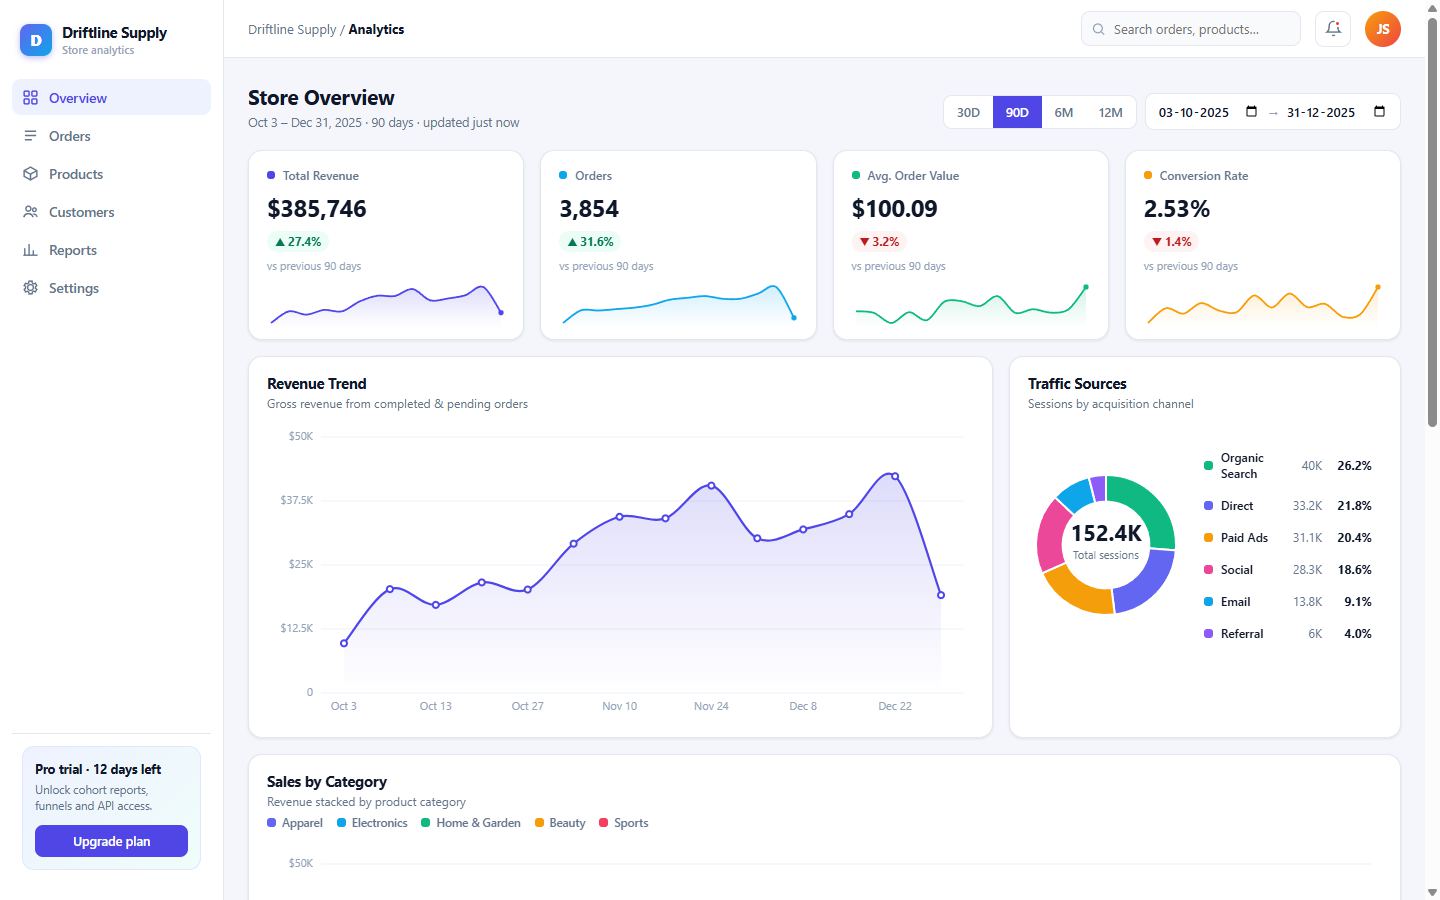 D
Driftline Supply
Store analytics
Overview
Orders
Products
Customers
Reports
Settings
Pro trial · 12 days left
Unlock cohort reports,
funnels and API access.
Upgrade plan
Driftline Supply / Analytics
Search orders, products...
JS
Store Overview
Oct 3 – Dec 31, 2025 · 90 days · updated just now
30D 90D 6M 12M
03-10-2025 → 31-12-2025
Total Revenue
$385,746
▲ 27.4%
vs previous 90 days
Orders
3,854
▲ 31.6%
vs previous 90 days
Avg. Order Value
$100.09
▼ 3.2%
vs previous 90 days
Conversion Rate
2.53%
▼ 1.4%
vs previous 90 days
Revenue Trend
Gross revenue from completed & pending orders
$50K
$37.5K
$25K
$12.5K
0
Oct 3 Oct 13 Oct 27 Nov 10 Nov 24 Dec 8 Dec 22
Traffic Sources
Sessions by acquisition channel
152.4K
Total sessions
Organic
Search 40K 26.2%
Direct 33.2K 21.8%
Paid Ads 31.1K 20.4%
Social 28.3K 18.6%
Email 13.8K 9.1%
Referral 6K 4.0%
Sales by Category
Revenue stacked by product category
Apparel Electronics Home & Garden Beauty Sports
$50K